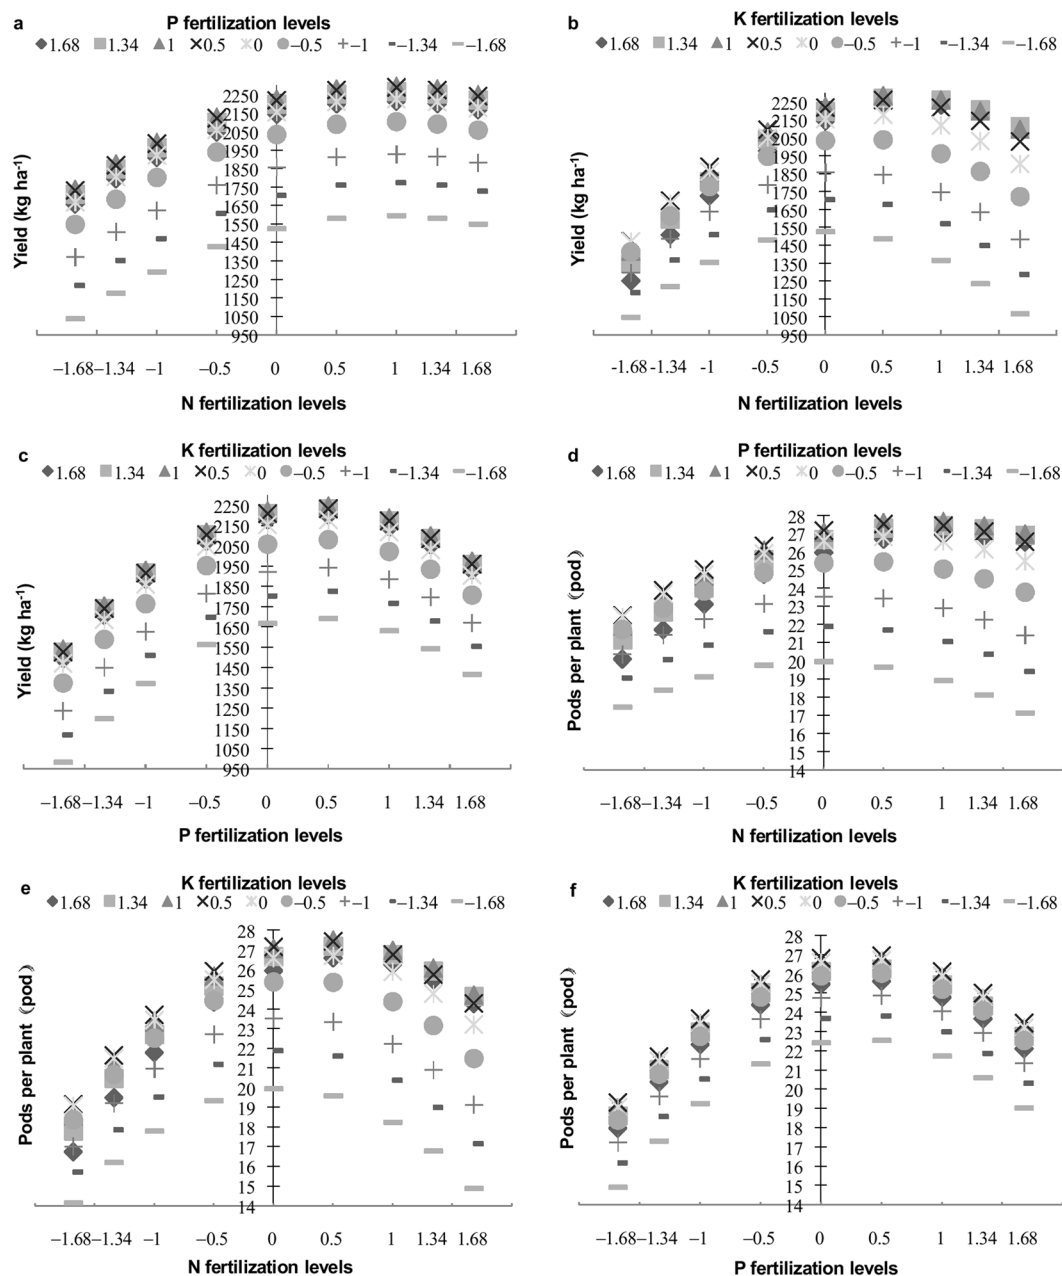 a
P fertilization levels
1.68 1.34 1 0.5 0 −0.5 −1 −1.34 −1.68
Yield (kg ha⁻¹)
2250
2150
2050
1950
1850
1750
1650
1550
1450
1350
1250
1150
1050
950
−1.68 −1.34 −1 −0.5 0 0.5 1 1.34 1.68
N fertilization levels
b
K fertilization levels
1.68 1.34 1 0.5 0 −0.5 −1 −1.34 −1.68
Yield (kg ha⁻¹)
2250
2150
2050
1950
1850
1750
1650
1550
1450
1350
1250
1150
1050
950
-1.68 -1.34 -1 -0.5 0 0.5 1 1.34 1.68
N fertilization levels
c
K fertilization levels
1.68 1.34 1 0.5 0 −0.5 −1 −1.34 −1.68
Yield (kg ha⁻¹)
2250
2150
2050
1950
1850
1750
1650
1550
1450
1350
1250
1150
1050
950
−1.68 −1.34 −1 −0.5 0 0.5 1 1.34 1.68
P fertilization levels
d
P fertilization levels
1.68 1.34 1 0.5 0 −0.5 −1 −1.34 −1.68
Pods per plant (pod)
28
27
26
25
24
23
22
21
20
19
18
17
16
15
14
−1.68 −1.34 −1 −0.5 0 0.5 1 1.34 1.68
N fertilization levels
e
K fertilization levels
1.68 1.34 1 0.5 0 −0.5 −1 −1.34 −1.68
Pods per plant (pod)
28
27
26
25
24
23
22
21
20
19
18
17
16
15
14
−1.68 −1.34 −1 −0.5 0 0.5 1 1.34 1.68
N fertilization levels
f
K fertilization levels
1.68 1.34 1 0.5 0 −0.5 −1 −1.34 −1.68
Pods per plant (pod)
28
27
26
25
24
23
22
21
20
19
18
17
16
15
14
−1.68 −1.34 −1 −0.5 0 0.5 1 1.34 1.68
P fertilization levels